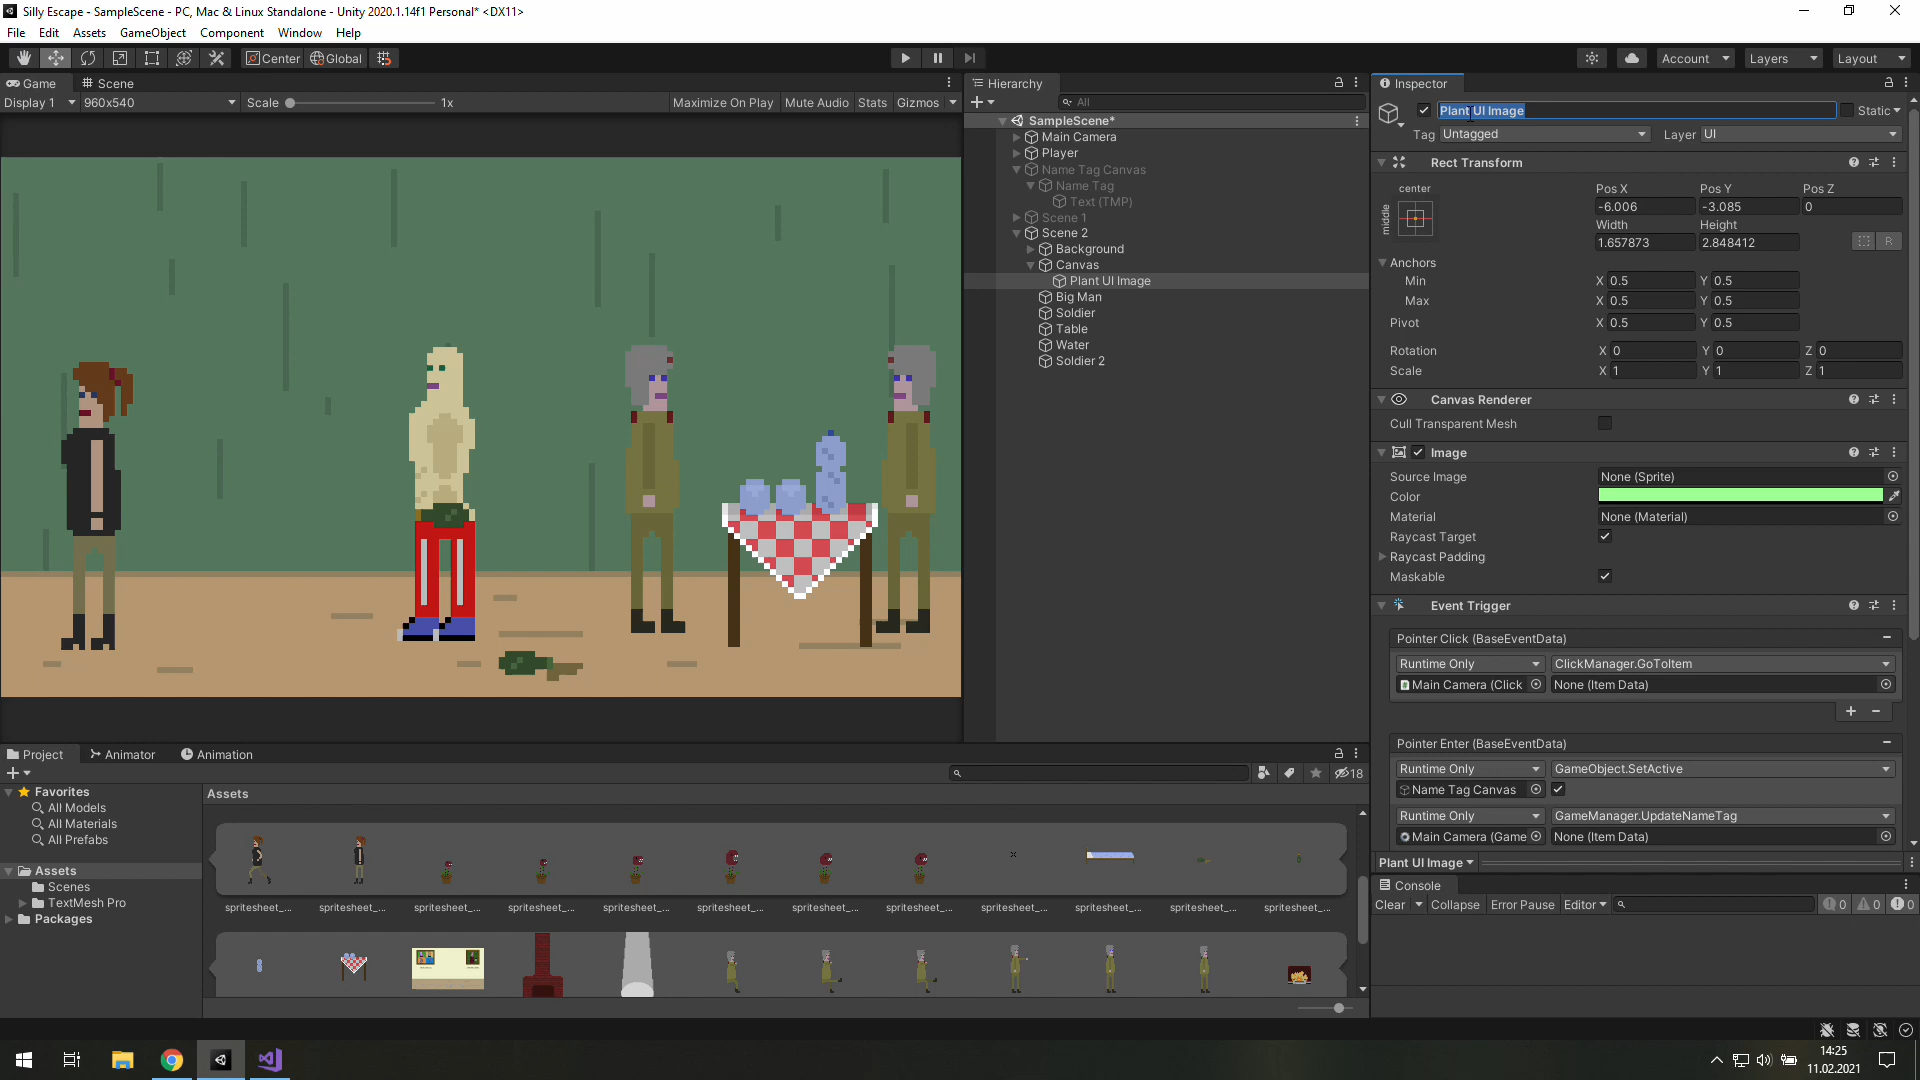 Silly Escape - SampleScene - PC, Mac & Linux Standalone - Unity 2020.1.14f1 Personal* <DX11>
File Edit Assets GameObject Component Window Help
Center Global Account Layers Layout
Game Scene
Display 1 960x540 Scale 1x Maximize On Play Mute Audio Stats Gizmos
Hierarchy
All
SampleScene*
Main Camera
Player
Name Tag Canvas
Name Tag
Text (TMP)
Scene 1
Scene 2
Background
Canvas
Plant UI Image
Big Man
Soldier
Table
Water
Soldier 2
Inspector
Plant UI Image Static
Tag Untagged Layer UI
Rect Transform
center
middle
Pos X Pos Y Pos Z
-6.006 -3.085 0
Width Height
1.657873 2.848412
R
Anchors
Min X 0.5 Y 0.5
Max X 0.5 Y 0.5
Pivot X 0.5 Y 0.5
Rotation X 0 Y 0 Z 0
Scale X 1 Y 1 Z 1
Canvas Renderer
Cull Transparent Mesh
Image
Source Image None (Sprite)
Color
Material None (Material)
Raycast Target
Raycast Padding
Maskable
Event Trigger
Pointer Click (BaseEventData)
Runtime Only ClickManager.GoToItem
Main Camera (Click None (Item Data)
Pointer Enter (BaseEventData)
Runtime Only GameObject.SetActive
Name Tag Canvas
Runtime Only GameManager.UpdateNameTag
Main Camera (Game None (Item Data)
Plant UI Image
Console
Clear Collapse Error Pause Editor 0 0 0
Project Animator Animation
18
Favorites
All Models
All Materials
All Prefabs
Assets
Scenes
TextMesh Pro
Packages
Assets
spritesheet_... spritesheet_... spritesheet_... spritesheet_... spritesheet_... spritesheet_... spritesheet_... spritesheet_... spritesheet_... spritesheet_... spritesheet_... spritesheet_...
14:25
11.02.2021